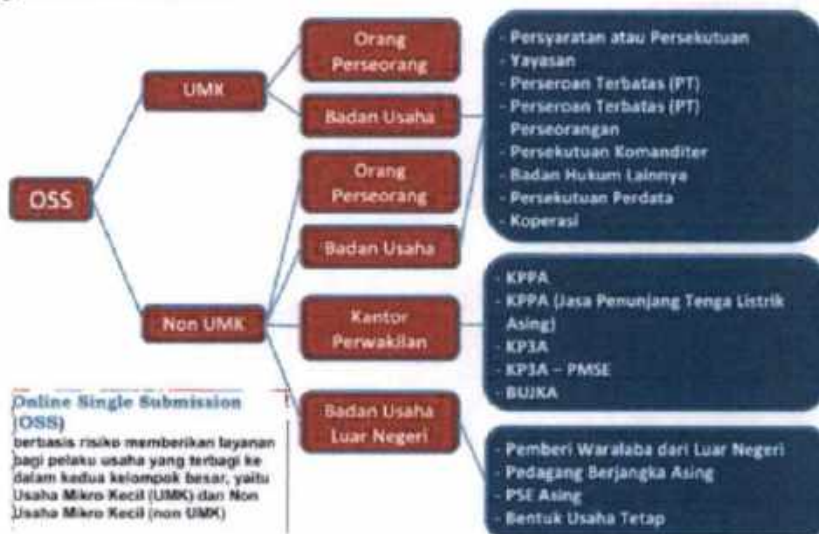 OSS
UMK
Non UMK
Orang
Perseorang
Badan Usaha
Orang
Perseorang
Badan Usaha
Kantor
Perwakilan
Badan Usaha
Luar Negeri
- Persyaratan atau Persekutuan
- Yayasan
- Perseroan Terbatas (PT)
- Perseroan Terbatas (PT)
Perseorangan
- Persekutuan Komanditer
- Badan Hukum Lainnya
- Persekutuan Perdata
- Koperasi
- KPPA
- KPPA (Jasa Penunjang Tenga Listrik
Asing)
- KP3A
- KP3A – PMSE
- BUJKA
- Pemberi Waralaba dari Luar Negeri
- Pedagang Berjangka Asing
- PSE Asing
- Bentuk Usaha Tetap
Online Single Submission
(OSS)
berbasis risiko memberikan layanan
bagi pelaku usaha yang terbagi ke
dalam kedua kelompok besar, yaitu
Usaha Mikro Kecil (UMK) dan Non
Usaha Mikro Kecil (non UMK)